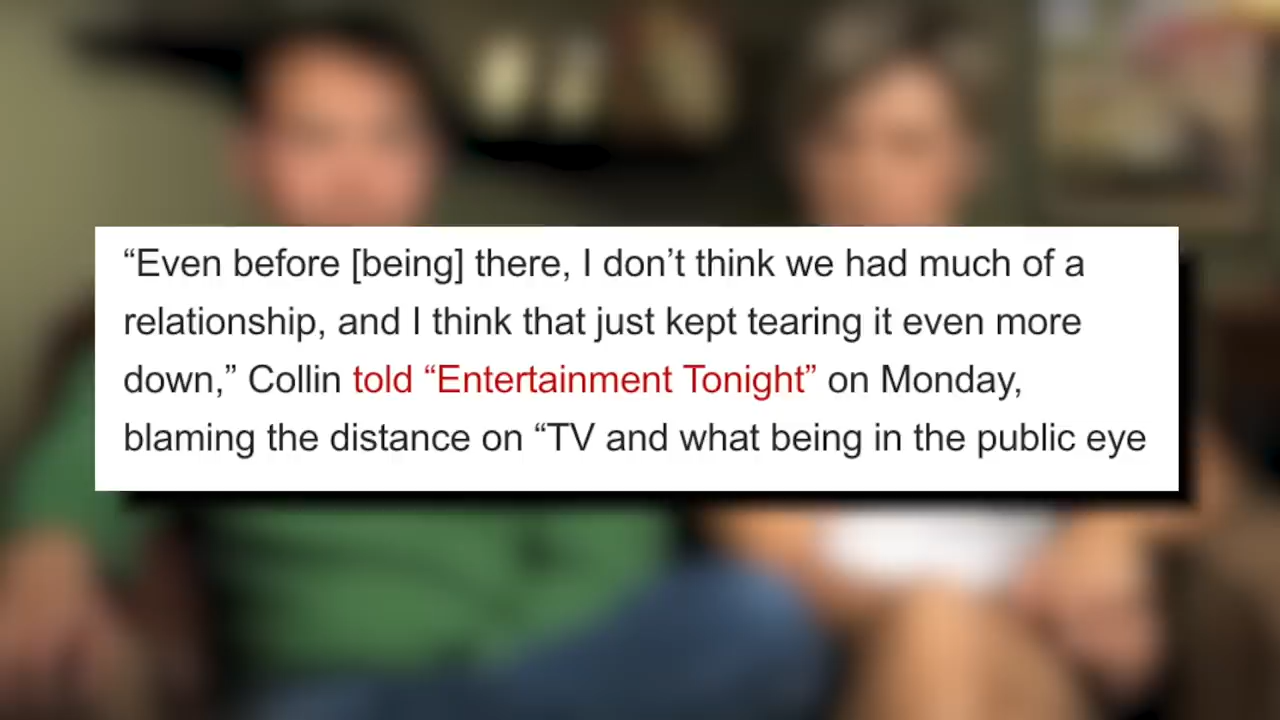 “Even before [being] there, I don’t think we had much of a
relationship, and I think that just kept tearing it even more
down,” Collin told “Entertainment Tonight” on Monday,
blaming the distance on “TV and what being in the public eye